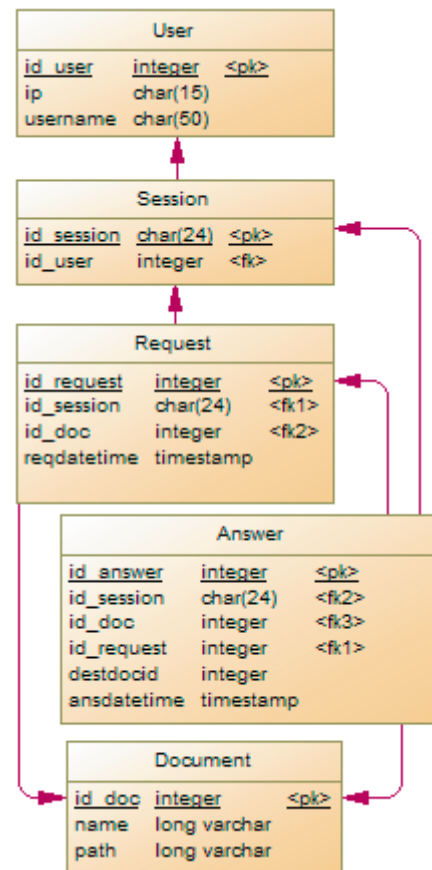 User
id_user integer <pk>
ip char(15)
username char(50)
Session
id_session char(24) <pk>
id_user integer <fk>
Request
id_request integer <pk>
id_session char(24) <fk1>
id_doc integer <fk2>
reqdatetime timestamp
Answer
id_answer integer <pk>
id_session char(24) <fk2>
id_doc integer <fk3>
id_request integer <fk1>
destdocid integer
ansdatetime timestamp
Document
id_doc integer <pk>
name long varchar
path long varchar